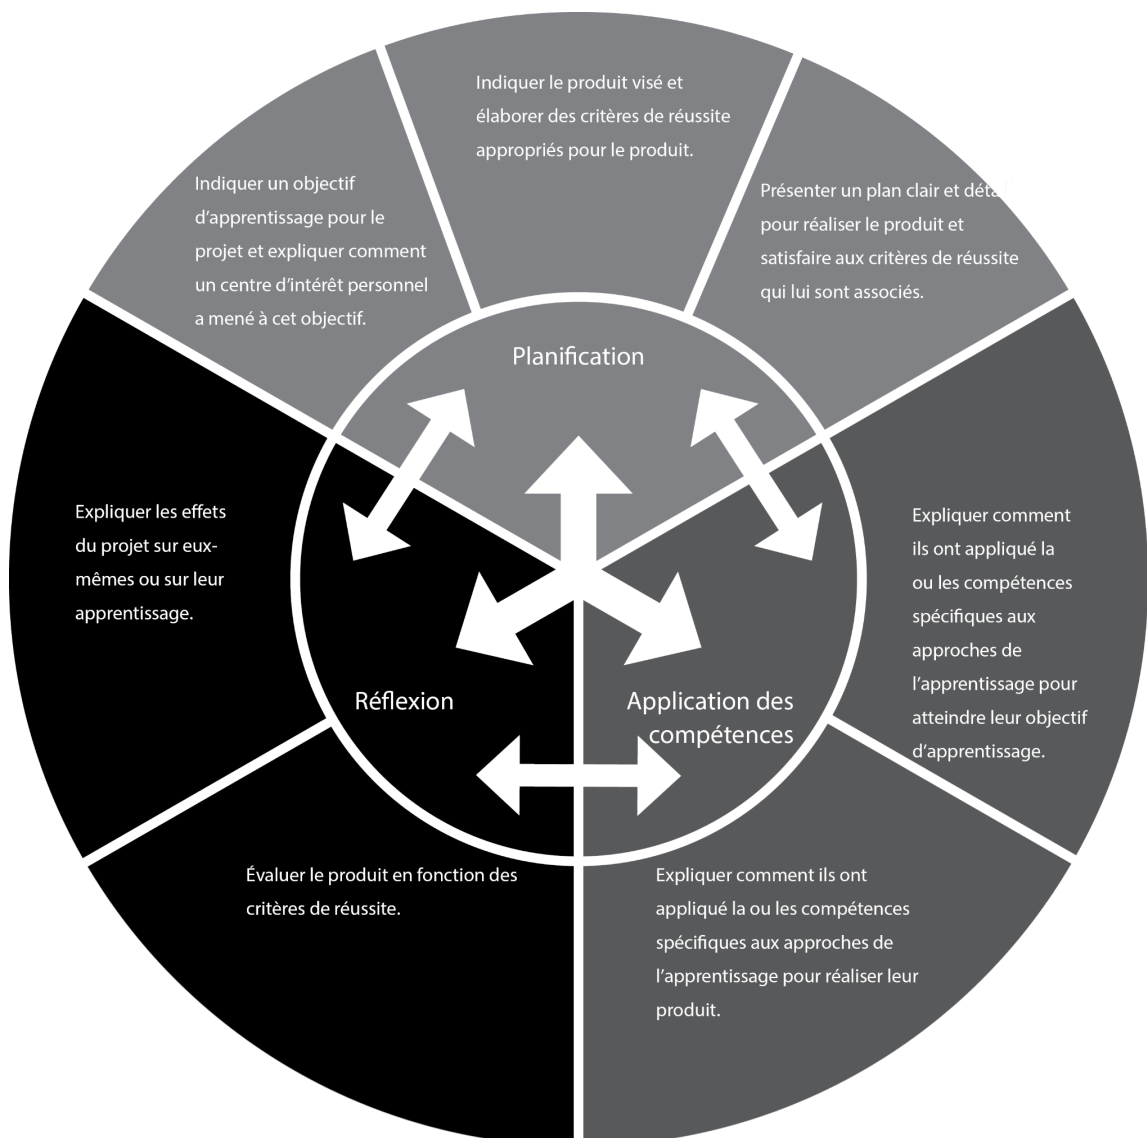 Indiquer le produit visé et
élaborer des critères de réussite
appropriés pour le produit.
Indiquer un objectif
d’apprentissage pour le
projet et expliquer comment
un centre d’intérêt personnel
a mené à cet objectif.
Présenter un plan clair et
pour réaliser le produit et
satisfaire aux critères de réussite
qui lui sont associés.
Planification
Expliquer les effets
du projet sur eux-
mêmes ou sur leur
apprentissage.
Expliquer comment
ils ont appliqué la
ou les compétences
spécifiques aux
approches de
l’apprentissage pour
atteindre leur objectif
d’apprentissage.
Réflexion
Application des
compétences
Évaluer le produit en fonction des
critères de réussite.
Expliquer comment ils ont
appliqué la ou les compétences
spécifiques aux approches de
l’apprentissage pour réaliser leur
produit.